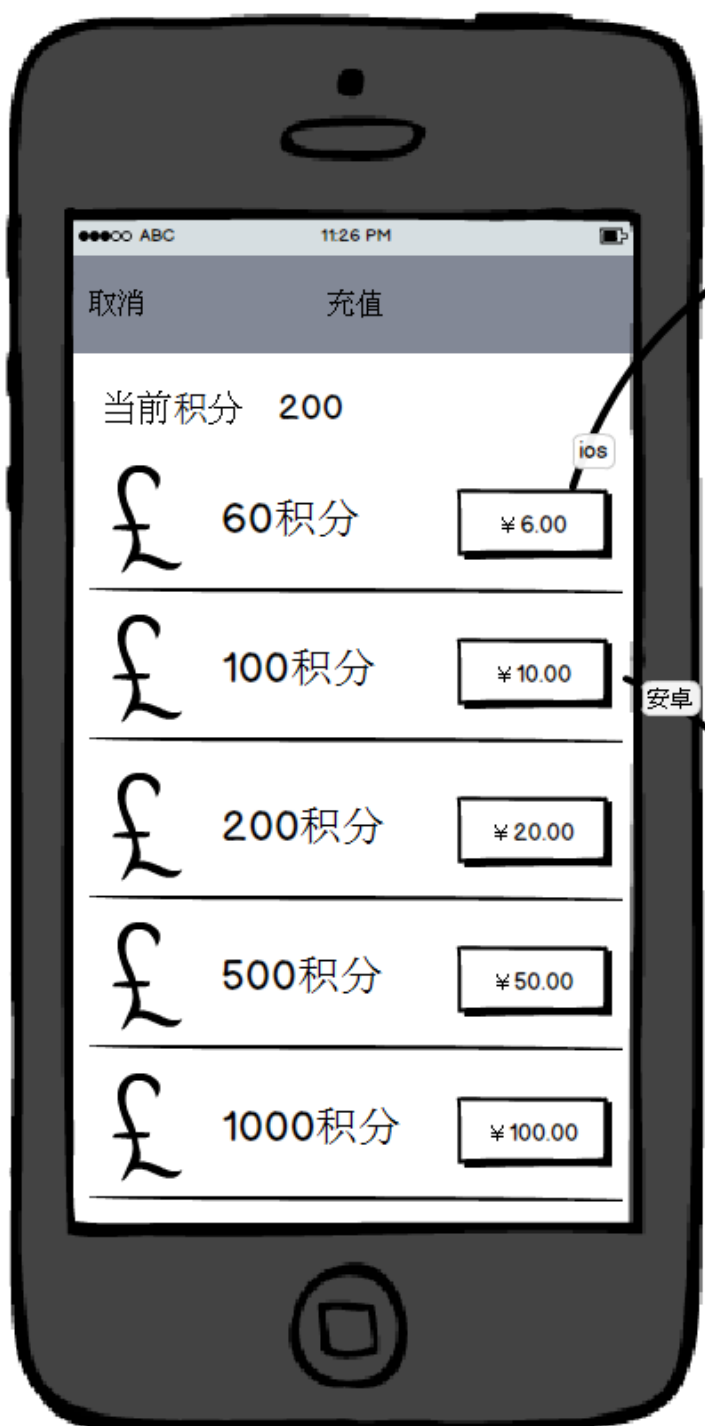 ABC 11:26 PM
取消 充值
当前积分 200
ios
£ 60积分 ¥6.00
£ 100积分 ¥10.00
安卓
£ 200积分 ¥20.00
£ 500积分 ¥50.00
£ 1000积分 ¥100.00